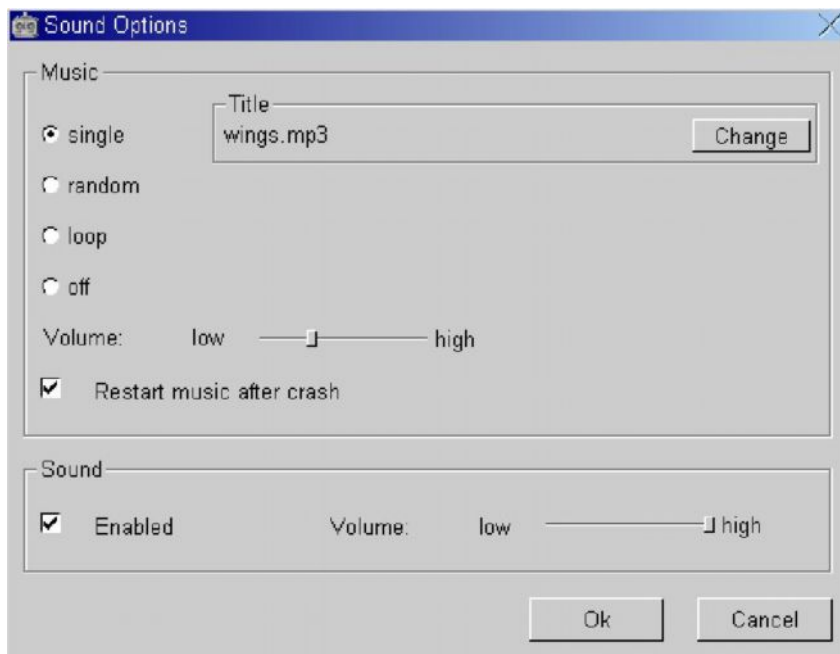 Sound Options
Music
Title
single
wings.mp3
Change
random
loop
off
Volume: low high
Restart music after crash
Sound
Enabled Volume: low high
Ok Cancel